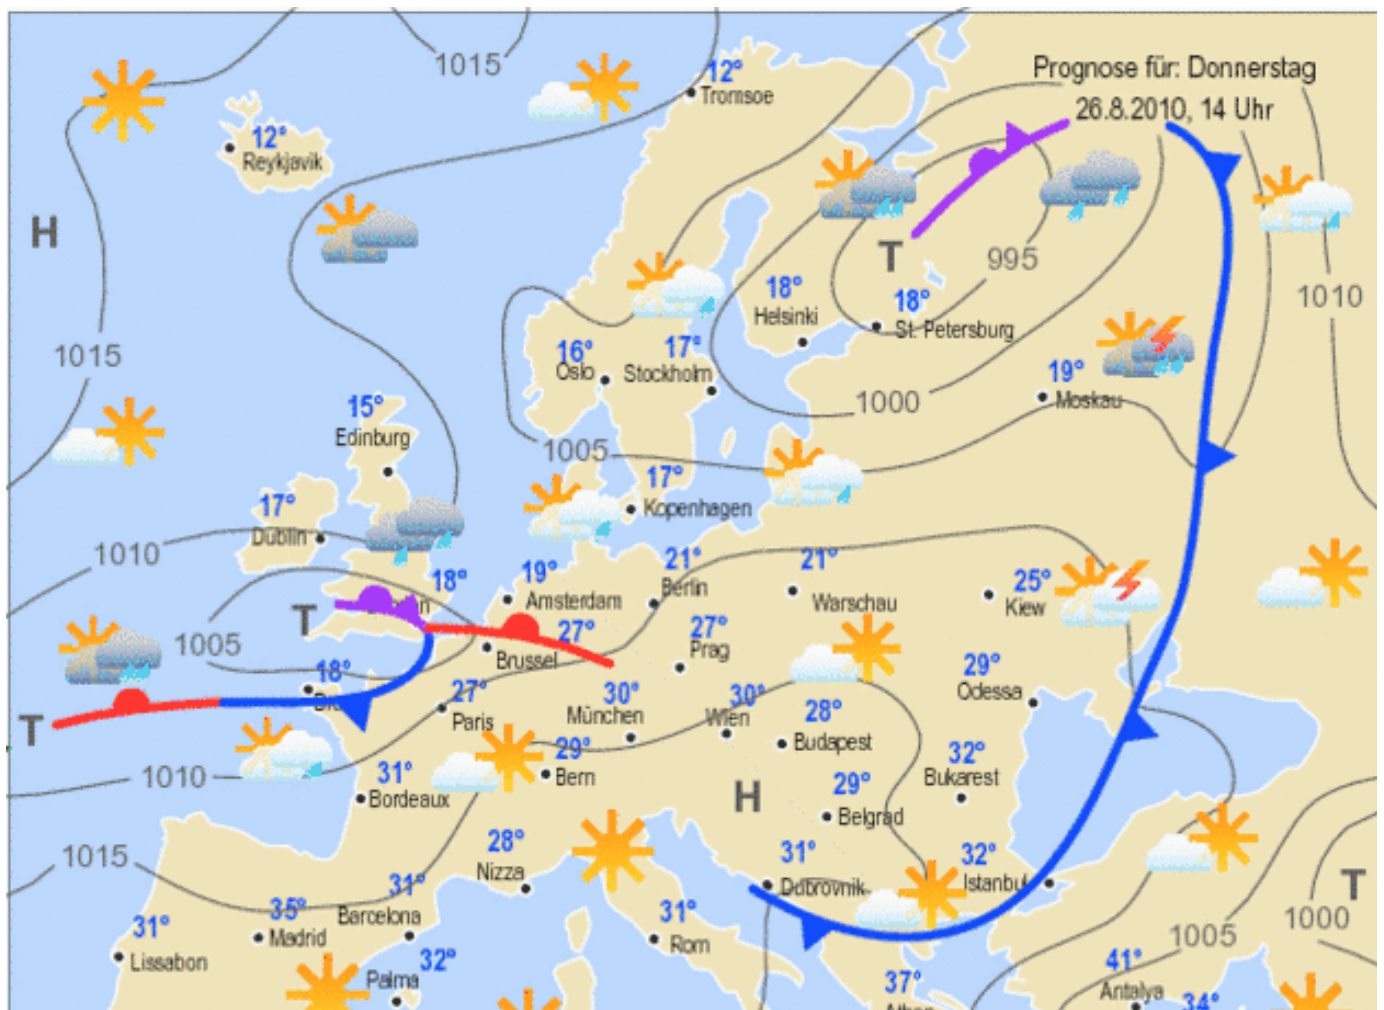 1015
12°
Tromsoe
Prognose für: Donnerstag
26.8.2010, 14 Uhr
12°
Reykjavik
H
T
995
1010
18°
Helsinki
18°
St. Petersburg
1015
16°
Oslo
17°
Stockholm
19°
Moskau
1000
15°
Edinburg
1005
17°
Kopenhagen
17°
Dublin
1010
18°
19°
Amsterdam
21°
Berlin
21°
Warschau
25°
Kiew
T
1005
27°
Brussel
27°
Prag
18°
29°
Odessa
T
27°
Paris
30°
München
30°
Wien
28°
Budapest
1010
29°
Bern
32°
Bukarest
31°
Bordeaux
H
29°
Belgrad
1015
28°
Nizza
31°
Dubrovnik
32°
Istanbul
T
31°
Barcelona
35°
Madrid
31°
Rom
1005
1000
31°
Lissabon
32°
Palma
37°
41°
Antalya
34°